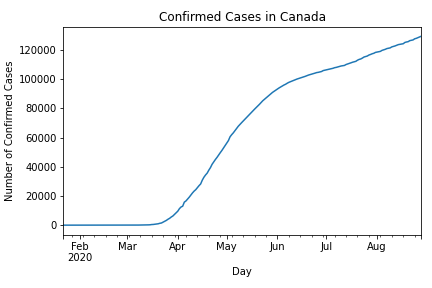 Confirmed Cases in Canada
Number of Confirmed Cases
120000
100000
80000
60000
40000
20000
0
Feb Mar Apr May Jun Jul Aug
2020
Day